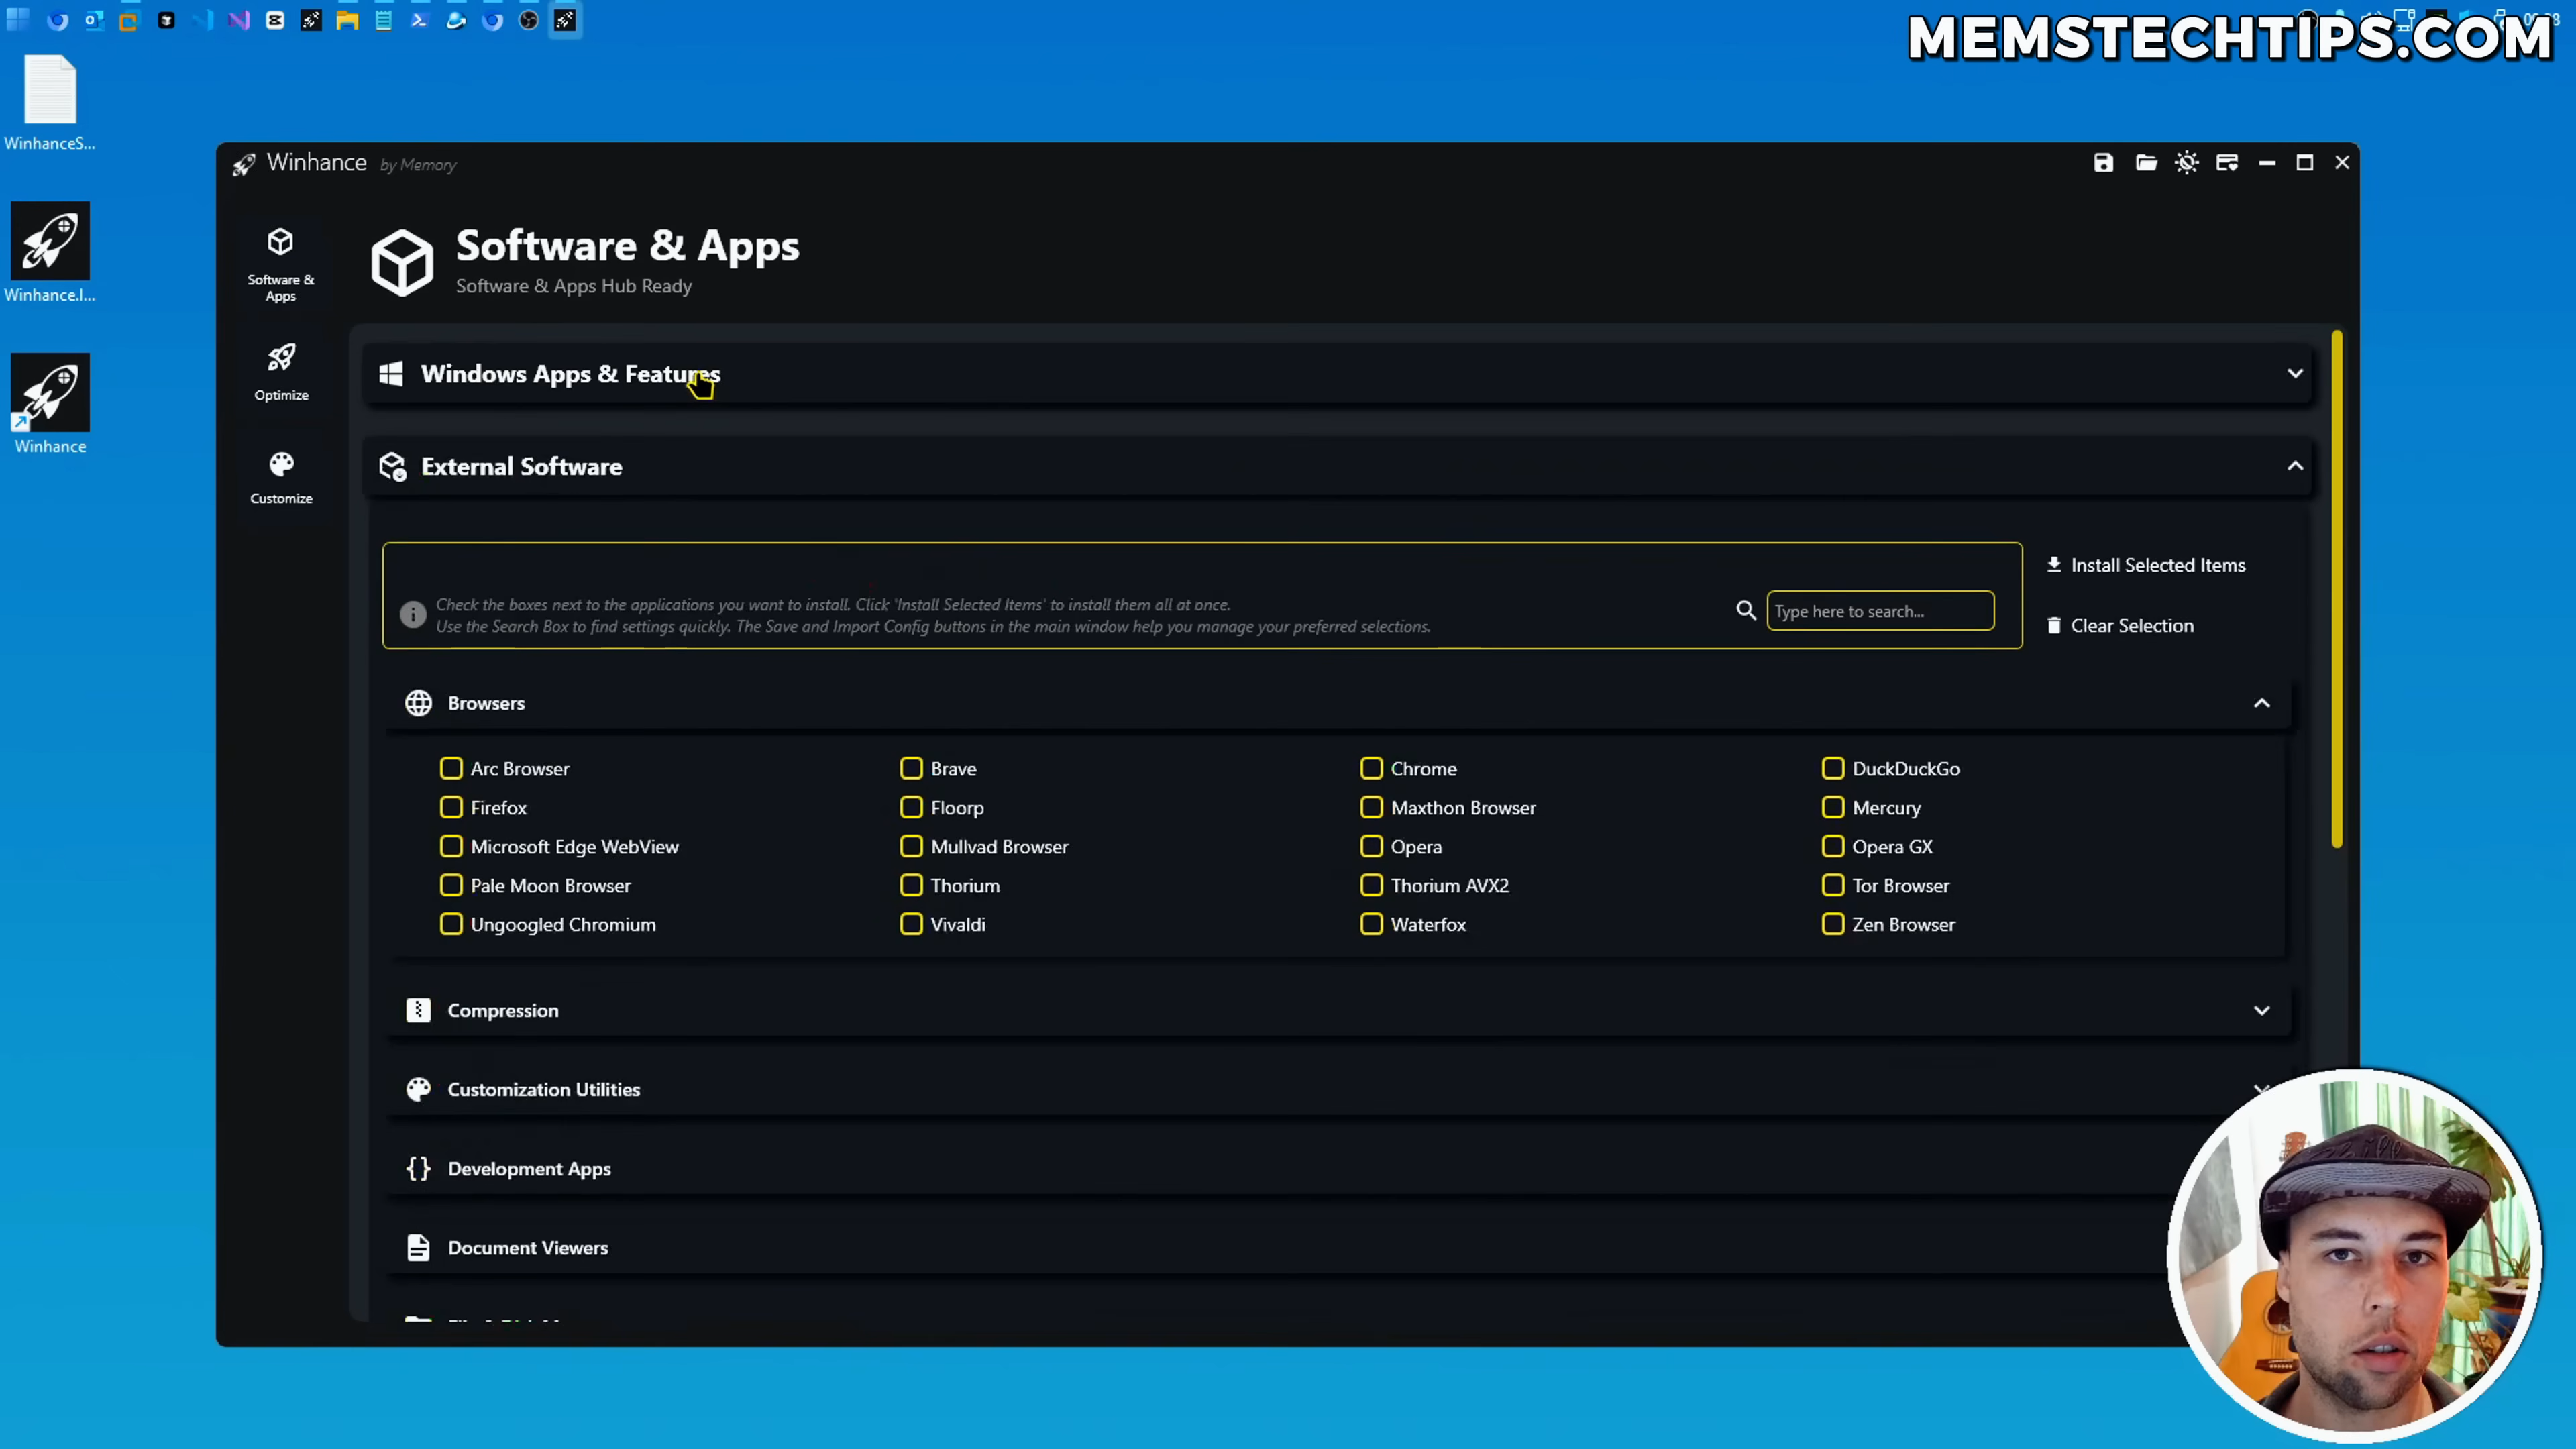 MEMSTECHTIPS.COM
WinhanceS...
Winhance.l...
Winhance
Winhance by Memory
Software & Apps
Optimize
Customize
Software & Apps
Software & Apps Hub Ready
Windows Apps & Features
External Software
Check the boxes next to the applications you want to install. Click 'Install Selected Items' to install them all at once.
Use the Search Box to find settings quickly. The Save and Import Config buttons in the main window help you manage your preferred selections.
Type here to search...
Install Selected Items
Clear Selection
Browsers
Arc Browser
Brave
Chrome
DuckDuckGo
Firefox
Floorp
Maxthon Browser
Mercury
Microsoft Edge WebView
Mullvad Browser
Opera
Opera GX
Pale Moon Browser
Thorium
Thorium AVX2
Tor Browser
Ungoogled Chromium
Vivaldi
Waterfox
Zen Browser
Compression
Customization Utilities
Development Apps
Document Viewers